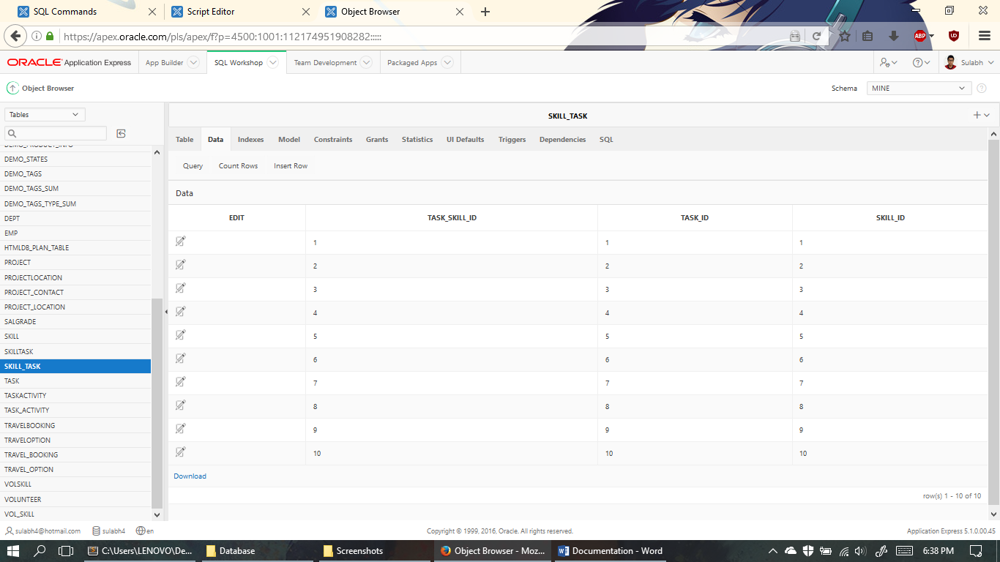 SQL Commands Script Editor Object Browser
https://apex.oracle.com/pls/apex/f?p=4500:1001:112174951908282:::::
ABP
ORACLE Application Express App Builder SQL Workshop Team Development Packaged Apps Sulabh
Object Browser Schema MINE
Tables
SKILL_TASK
Table Data Indexes Model Constraints Grants Statistics UI Defaults Triggers Dependencies SQL
Query Count Rows Insert Row
Data
EDIT TASK_SKILL_ID TASK_ID SKILL_ID
1 1 1
2 2 2
3 3 3
4 4 4
5 5 5
6 6 6
7 7 7
8 8 8
9 9 9
10 10 10
Download
row(s) 1 - 10 of 10
DEMO_PRODUCT_INFO
DEMO_STATES
DEMO_TAGS
DEMO_TAGS_SUM
DEMO_TAGS_TYPE_SUM
DEPT
EMP
HTMLDB_PLAN_TABLE
PROJECT
PROJECTLOCATION
PROJECT_CONTACT
PROJECT_LOCATION
SALGRADE
SKILL
SKILLTASK
SKILL_TASK
TASK
TASKACTIVITY
TASK_ACTIVITY
TRAVELBOOKING
TRAVELOPTION
TRAVEL_BOOKING
TRAVEL_OPTION
VOLSKILL
VOLUNTEER
VOL_SKILL
sulabh4@hotmail.com sulabh4 en Copyright © 1999, 2016, Oracle. All rights reserved. Application Express 5.1.0.00.45
C:\Users\LENOVO\De... Database Screenshots Object Browser - Moz... Documentation - Word 6:38 PM